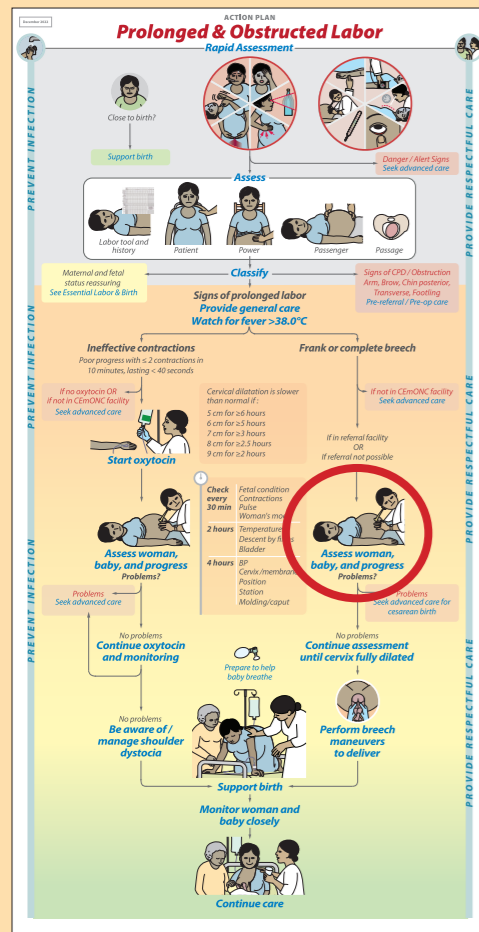 December 2023
ACTION PLAN
Prolonged & Obstructed Labor
Rapid Assessment
Close to birth?
Support birth
Danger / Alert Signs
Seek advanced care
Assess
Labor tool and
history
Patient
Power
Passenger
Passage
Maternal and fetal
status reassuring
See Essential Labor & Birth
Classify
Signs of CPD / Obstruction
Arm, Brow, Chin posterior,
Transverse, Footling
Pre-referral / Pre-op care
Signs of prolonged labor
Provide general care
Watch for fever >38.0°C
Ineffective contractions
Poor progress with ≤ 2 contractions in
10 minutes, lasting < 40 seconds
Frank or complete breech
If no oxytocin OR
if not in CEmONC facility
Seek advanced care
Cervical dilatation is slower
than normal if :
5 cm for ≥6 hours
6 cm for ≥5 hours
7 cm for ≥3 hours
8 cm for ≥2.5 hours
9 cm for ≥2 hours
If not in CEmONC facility
Seek advanced care
If in referral facility
OR
If referral not possible
Start oxytocin
Check
every
30 min
Fetal condition
Contractions
Pulse
Woman's
2 hours
Temperature
Descent by
Bladder
4 hours
BP
Position
Station
Molding/caput
Assess woman,
baby, and progress
Problems?
Assess woman,
baby, and progress
Problems?
Problems
Seek advanced care
Problems
Seek advanced care for
cesarean birth
No problems
Continue oxytocin
and monitoring
No problems
Continue assessment
until cervix fully dilated
Prepare to help
baby breathe
No problems
Be aware of /
manage shoulder
dystocia
Perform breech
maneuvers
to deliver
Support birth
Monitor woman and
baby closely
Continue care
PREVENT INFECTION
PREVENT INFECTION
PREVENT INFECTION
PROVIDE RESPECTFUL CARE
PROVIDE RESPECTFUL CARE
PROVIDE RESPECTFUL CARE